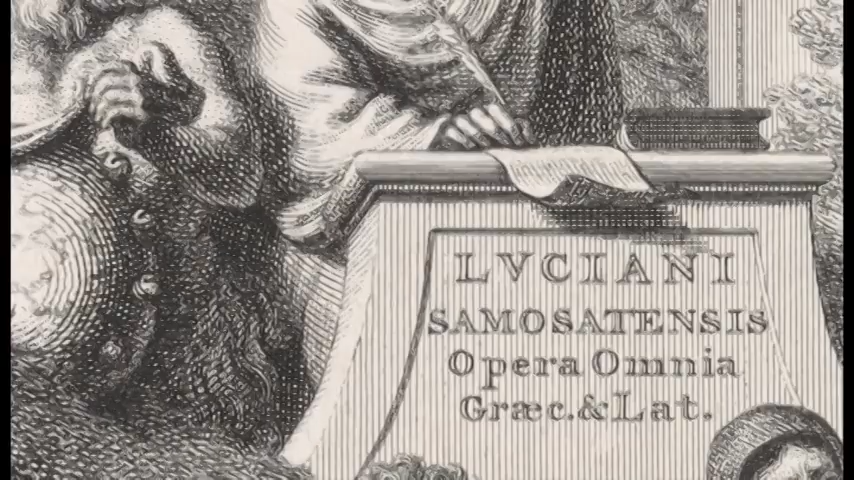 LVCIANI
SAMOSATENSIS
Opera Omnia
Græc. & Lat.